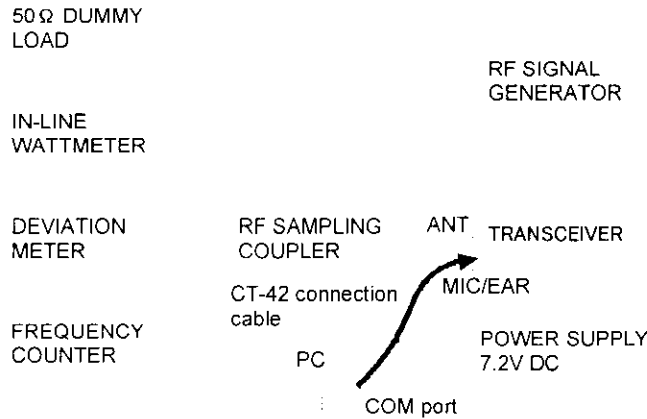 50Ω DUMMY
LOAD
RF SIGNAL
GENERATOR
IN-LINE
WATTMETER
DEVIATION
METER
RF SAMPLING
COUPLER
ANT
TRANSCEIVER
CT-42 connection
cable
MIC/EAR
FREQUENCY
COUNTER
PC
POWER SUPPLY
7.2V DC
COM port